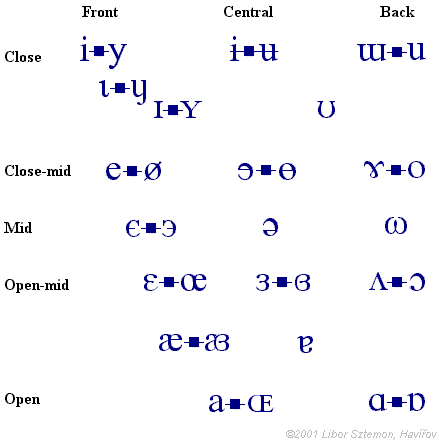 Front Central Back
Close i y ɨ ʉ ɯ u
ɩ
I Y ʊ
Close-mid e ø ɘ ɵ ɤ o
Mid ə ω
Open-mid ɛ œ ɜ ɞ ʌ ɔ
æ ɐ
Open a Œ ɑ ɒ
©2001 Libor Sztemon, Havířov